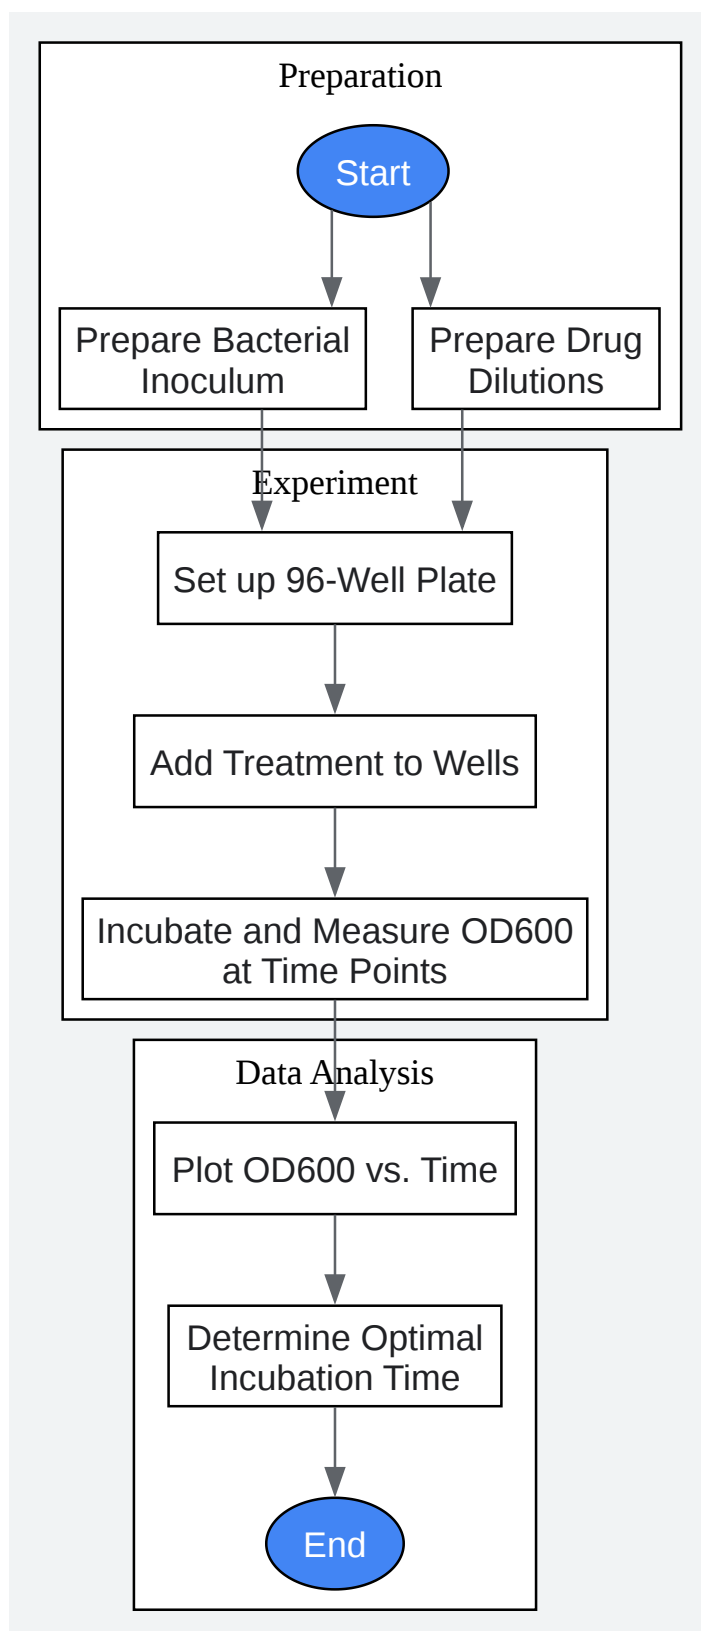 Preparation
Start
Prepare Bacterial
Inoculum
Prepare Drug
Dilutions
Experiment
Set up 96-Well Plate
Add Treatment to Wells
Incubate and Measure OD600
at Time Points
Data Analysis
Plot OD600 vs. Time
Determine Optimal
Incubation Time
End